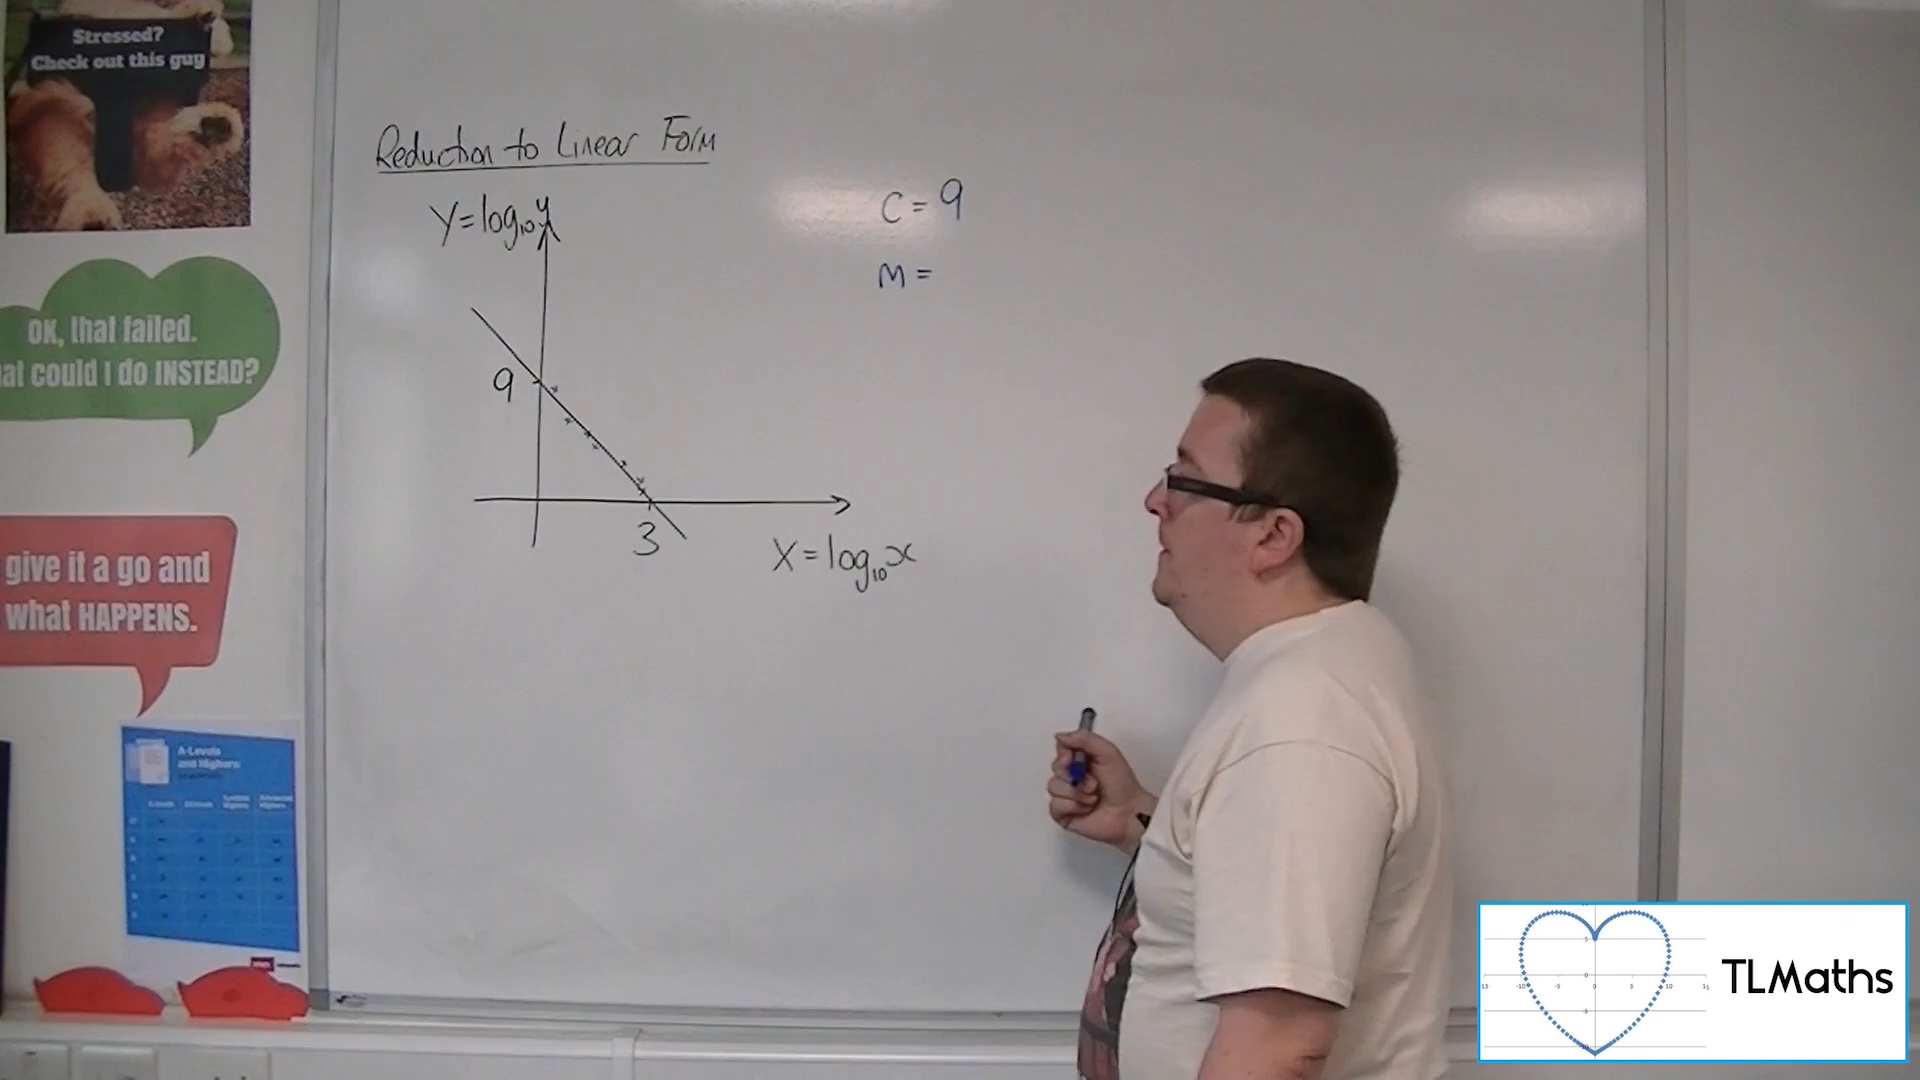 Stressed?
Check out this guy
Reduction to Linear Form
Y = log₁₀y
C = 9
M =
9
3
X = log₁₀x
OK, that failed.
at could I do INSTEAD?
give it a go and
what HAPPENS.
A-Levels
and Highers
TLMaths